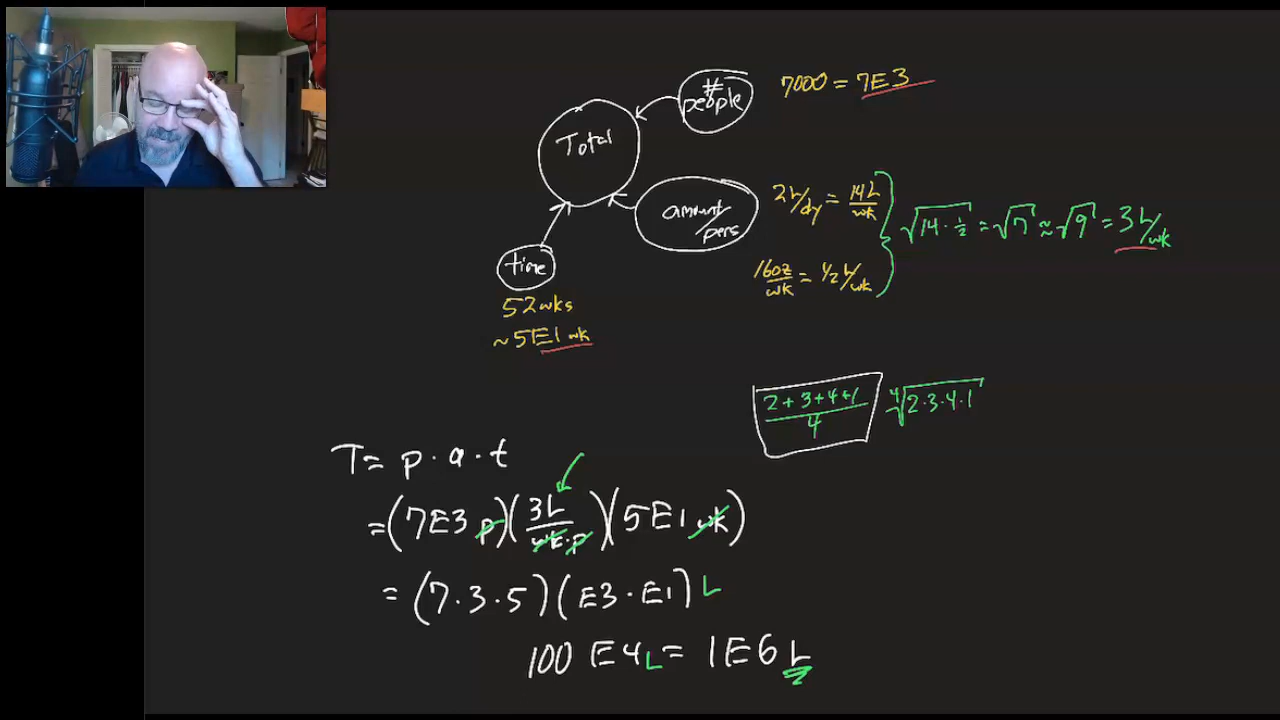 # people
7000 = 7E3
Total
amount/pers
2L/dy = 14L/wk
√14 · 1/2 = √7 ≈ √9 = 3 L/wk
16oz/wk = 1/2 L/wk
time
52wks
~5E1 wk
2+3+4+1/4
∜2·3·4·1
T= p · a · t
=(7E3 p)(3L/wk·p)(5E1 wk)
= (7·3·5)(E3·E1) L
100 E4 L = 1E6 L